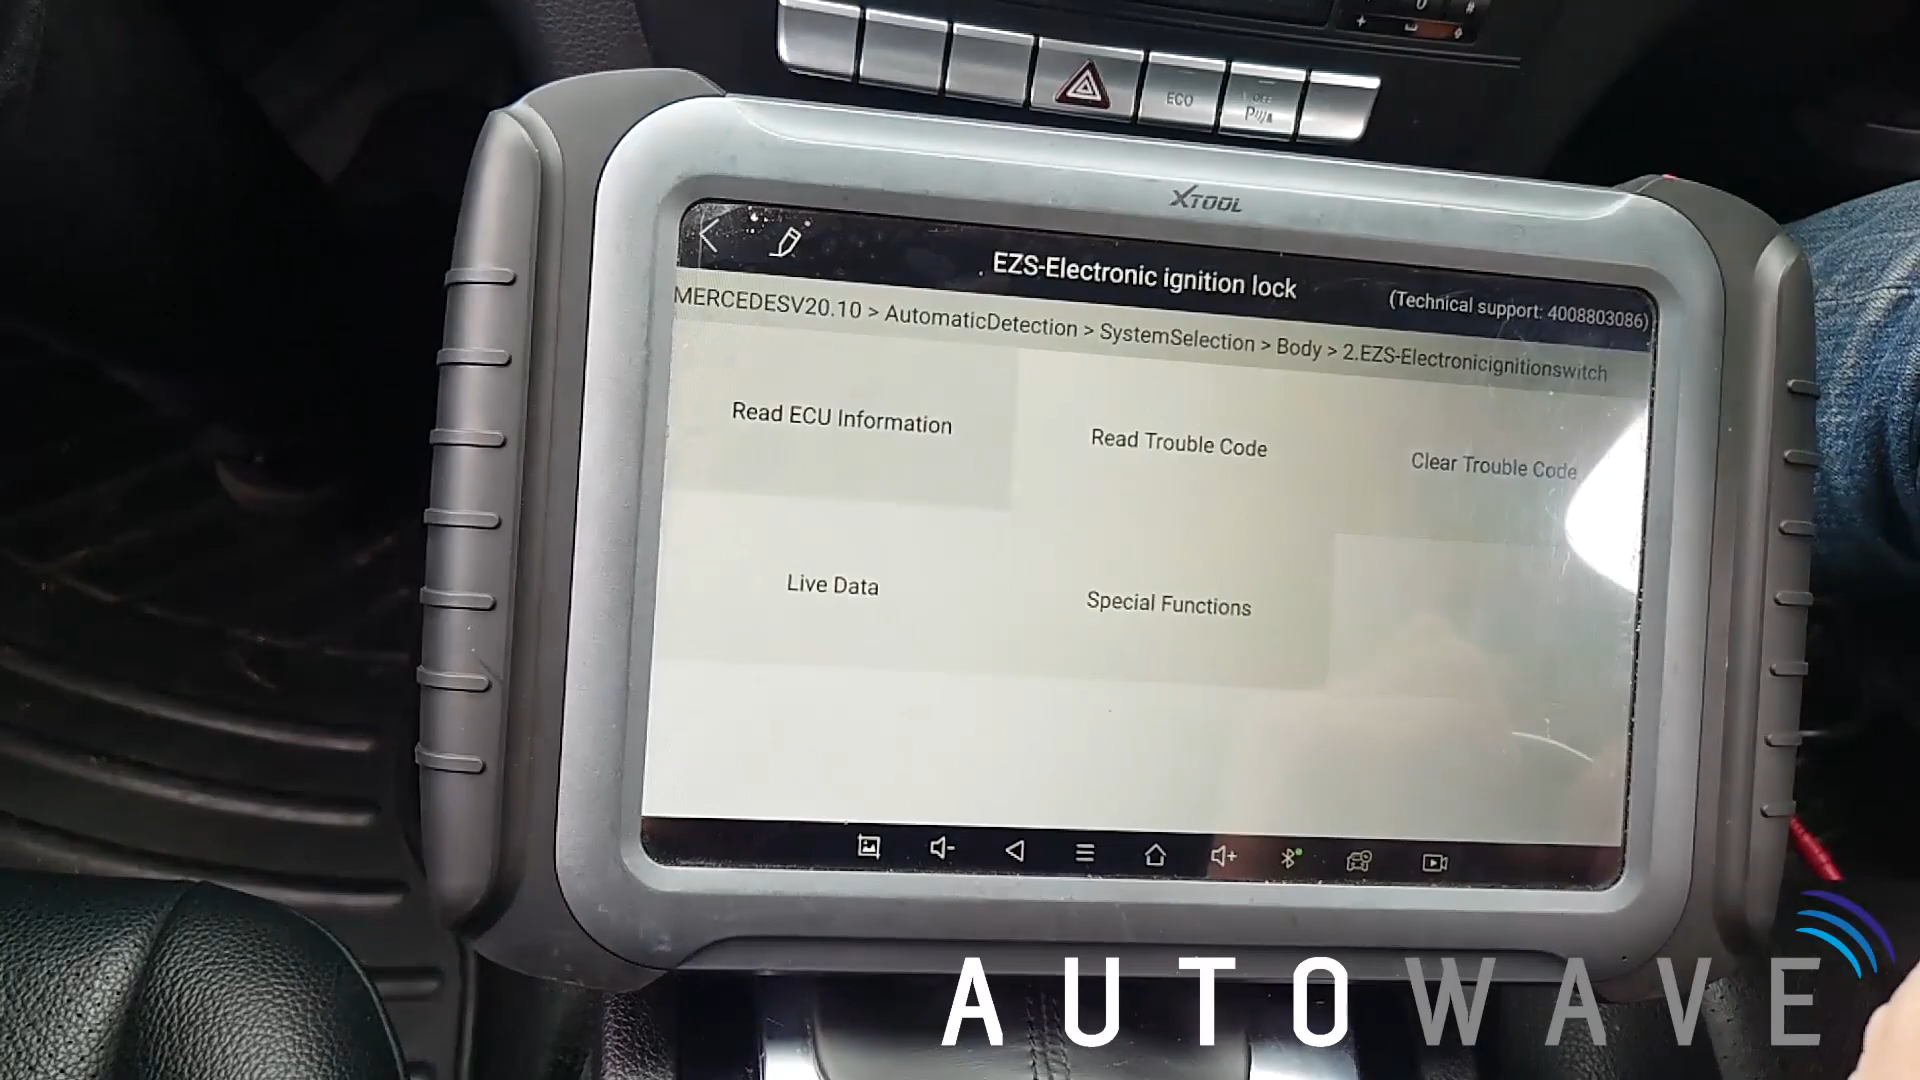 ECO
OFF
P
XTOOL
EZS-Electronic ignition lock
(Technical support: 4008803086)
MERCEDESV20.10 > AutomaticDetection > SystemSelection > Body > 2.EZS-Electronicignitionswitch
Read ECU Information
Read Trouble Code
Clear Trouble Code
Live Data
Special Functions
AUTOWAVE